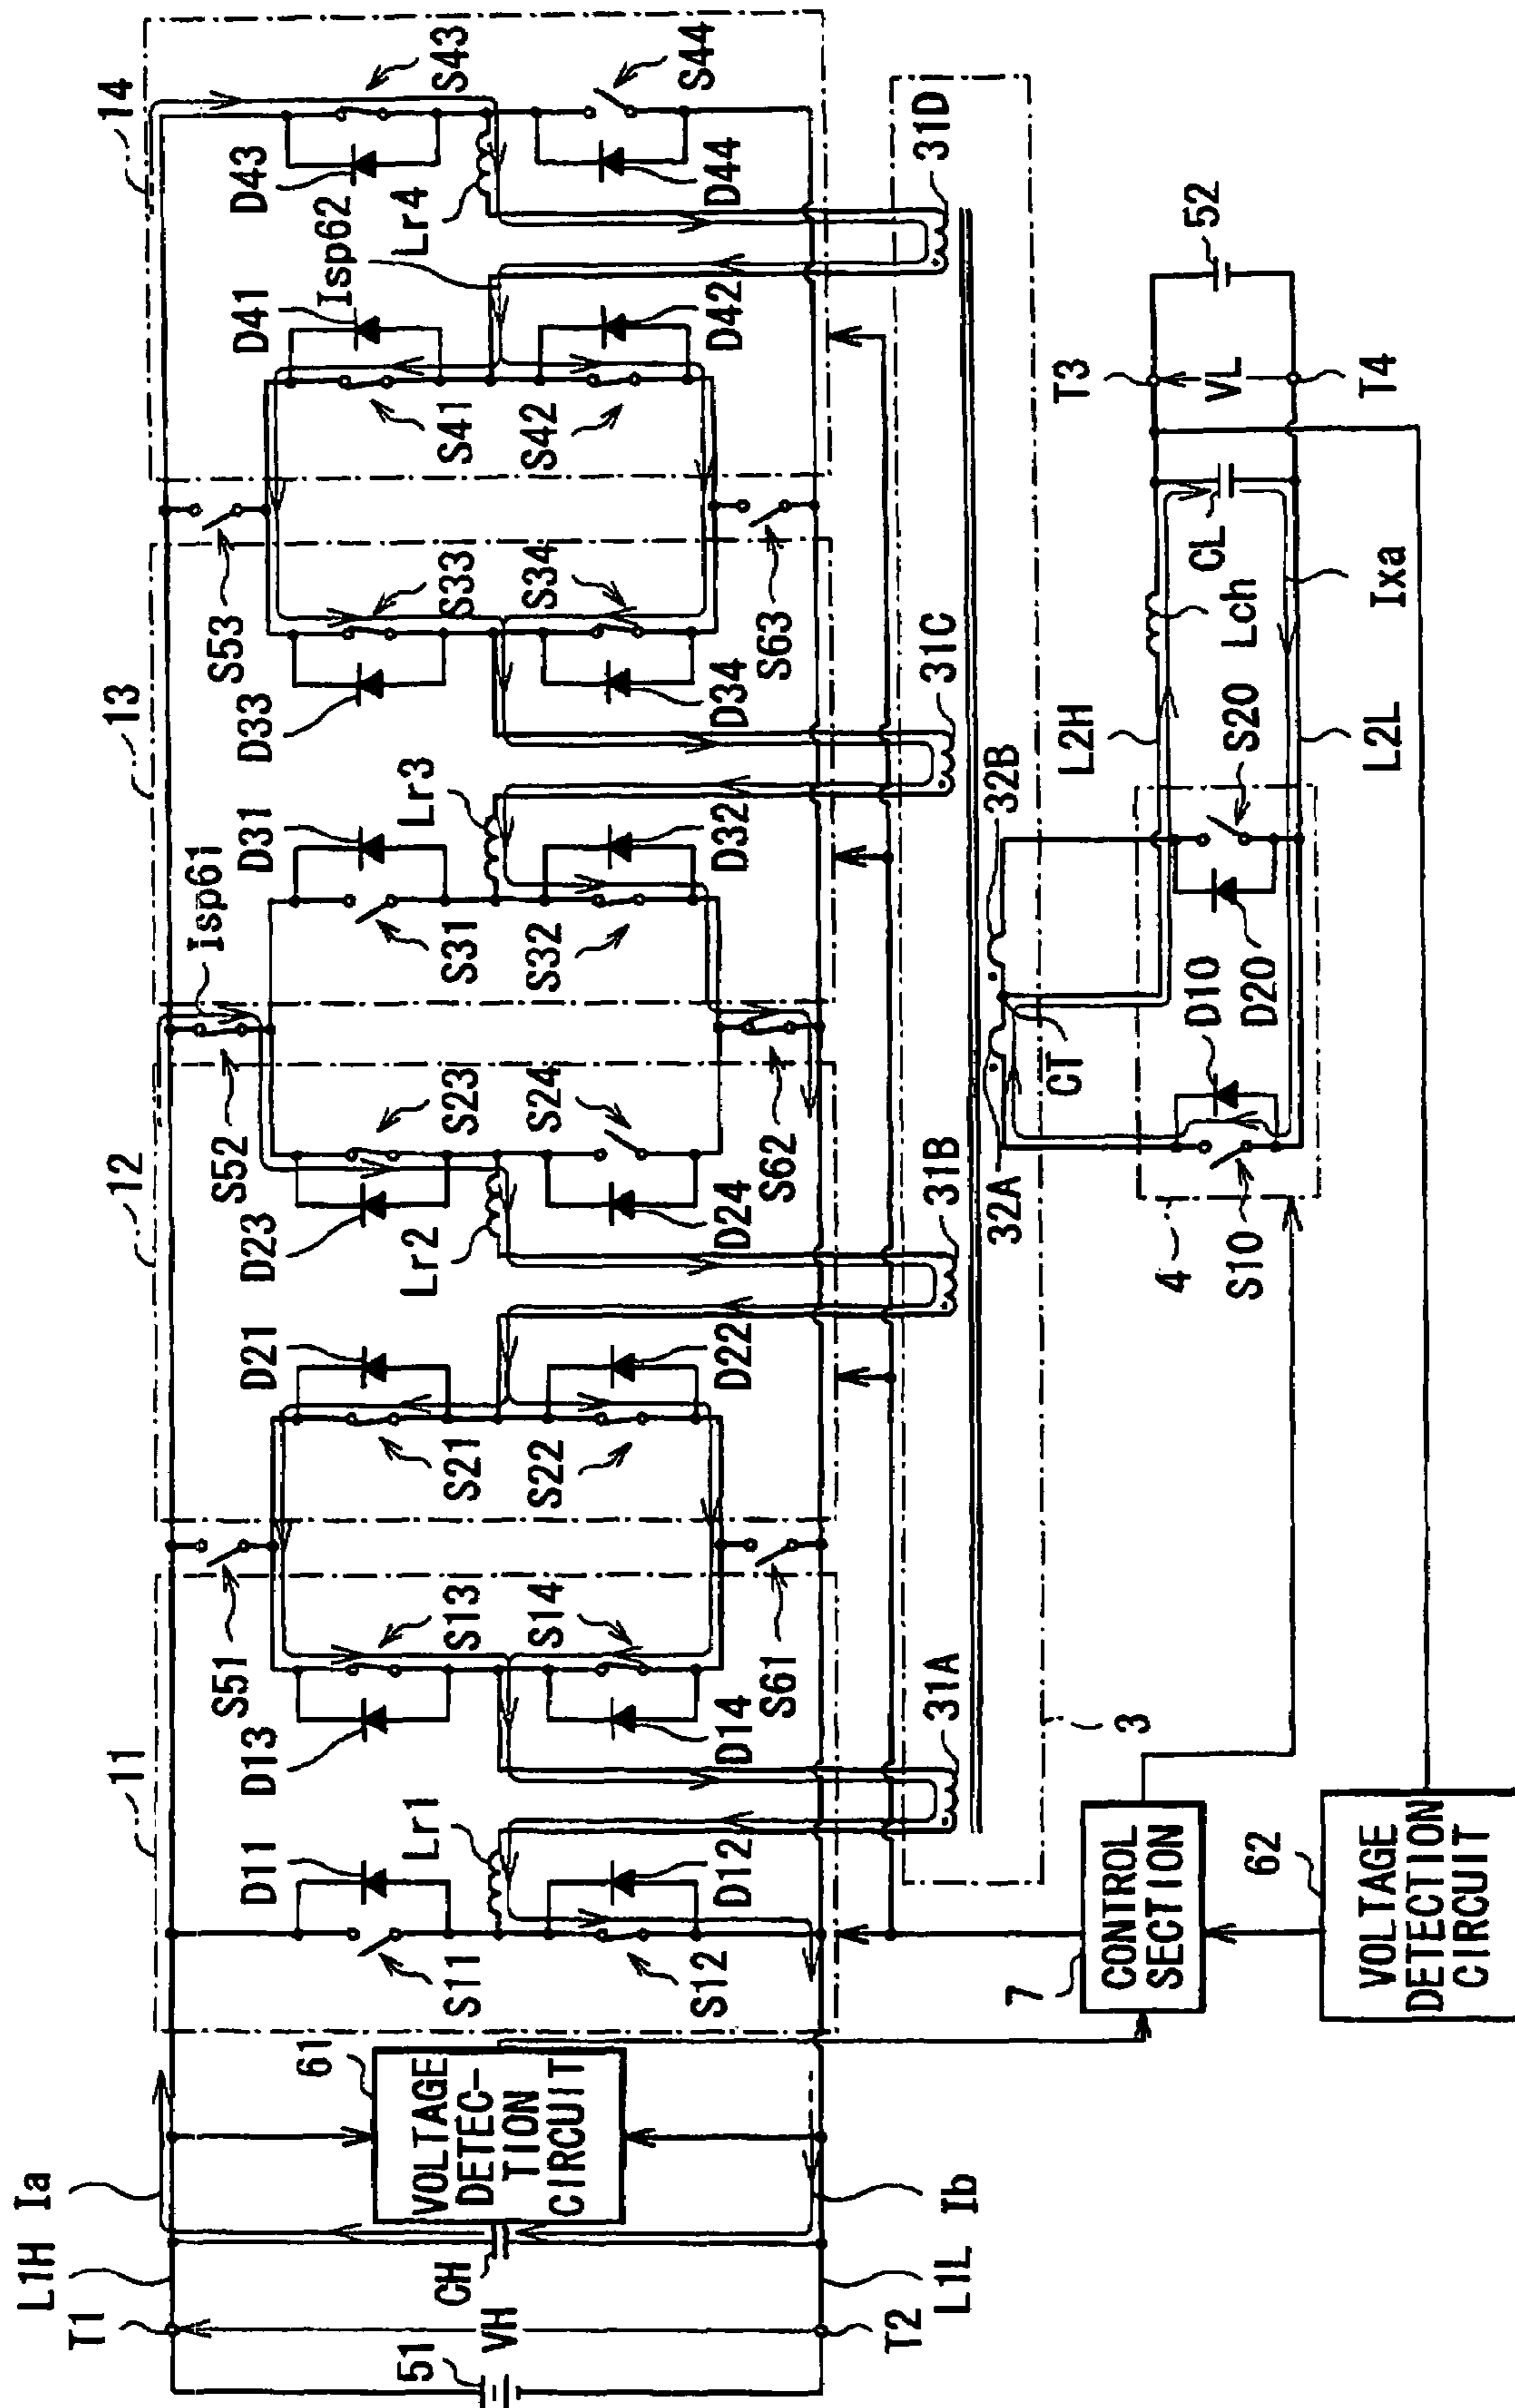 11
12
13
14
L1H
Ia
T1
51
VH
T2
CH
L1L
Ib
61
VOLTAGE
DETEC-
TION
CIRCUIT
D11
S11
Lr1
D12
S12
D13
S13
D14
S14
S51
S61
31A
D21
S21
D22
S22
D23
S23
Lr2
D24
S24
31B
S52
S62
Isp61
D31
S31
Lr3
D32
S32
D33
S33
D34
S34
31C
S53
S63
D41
S41
Isp62
D42
S42
D43
S43
Lr4
D44
S44
31D
3
32A
32B
CT
4
S10
D10
D20
S20
L2H
L2L
Lch
CL
Ixa
T3
VL
T4
52
7
CONTROL
SECTION
62
VOLTAGE
DETECTION
CIRCUIT